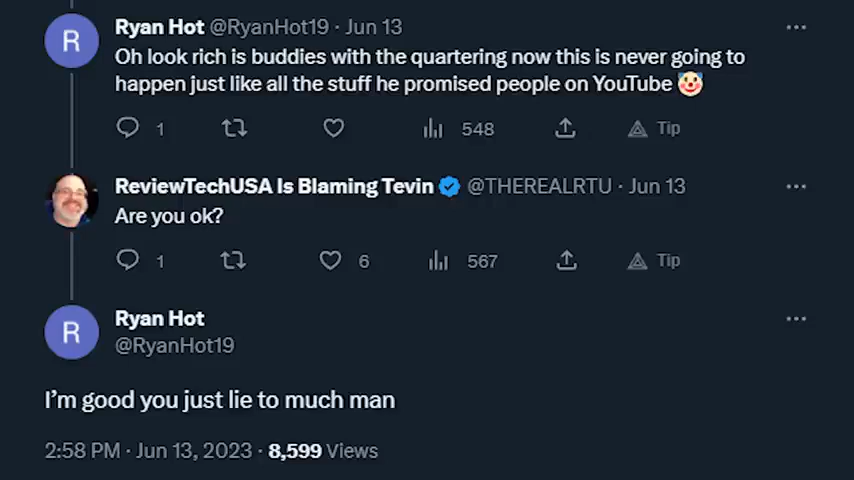 R
Ryan Hot @RyanHot19 · Jun 13
Oh look rich is buddies with the quartering now this is never going to
happen just like all the stuff he promised people on YouTube 🤡
1 548 Tip
ReviewTechUSA Is Blaming Tevin @THEREALRTU · Jun 13
Are you ok?
1 6 567 Tip
R
Ryan Hot
@RyanHot19
I’m good you just lie to much man
2:58 PM · Jun 13, 2023 · 8,599 Views